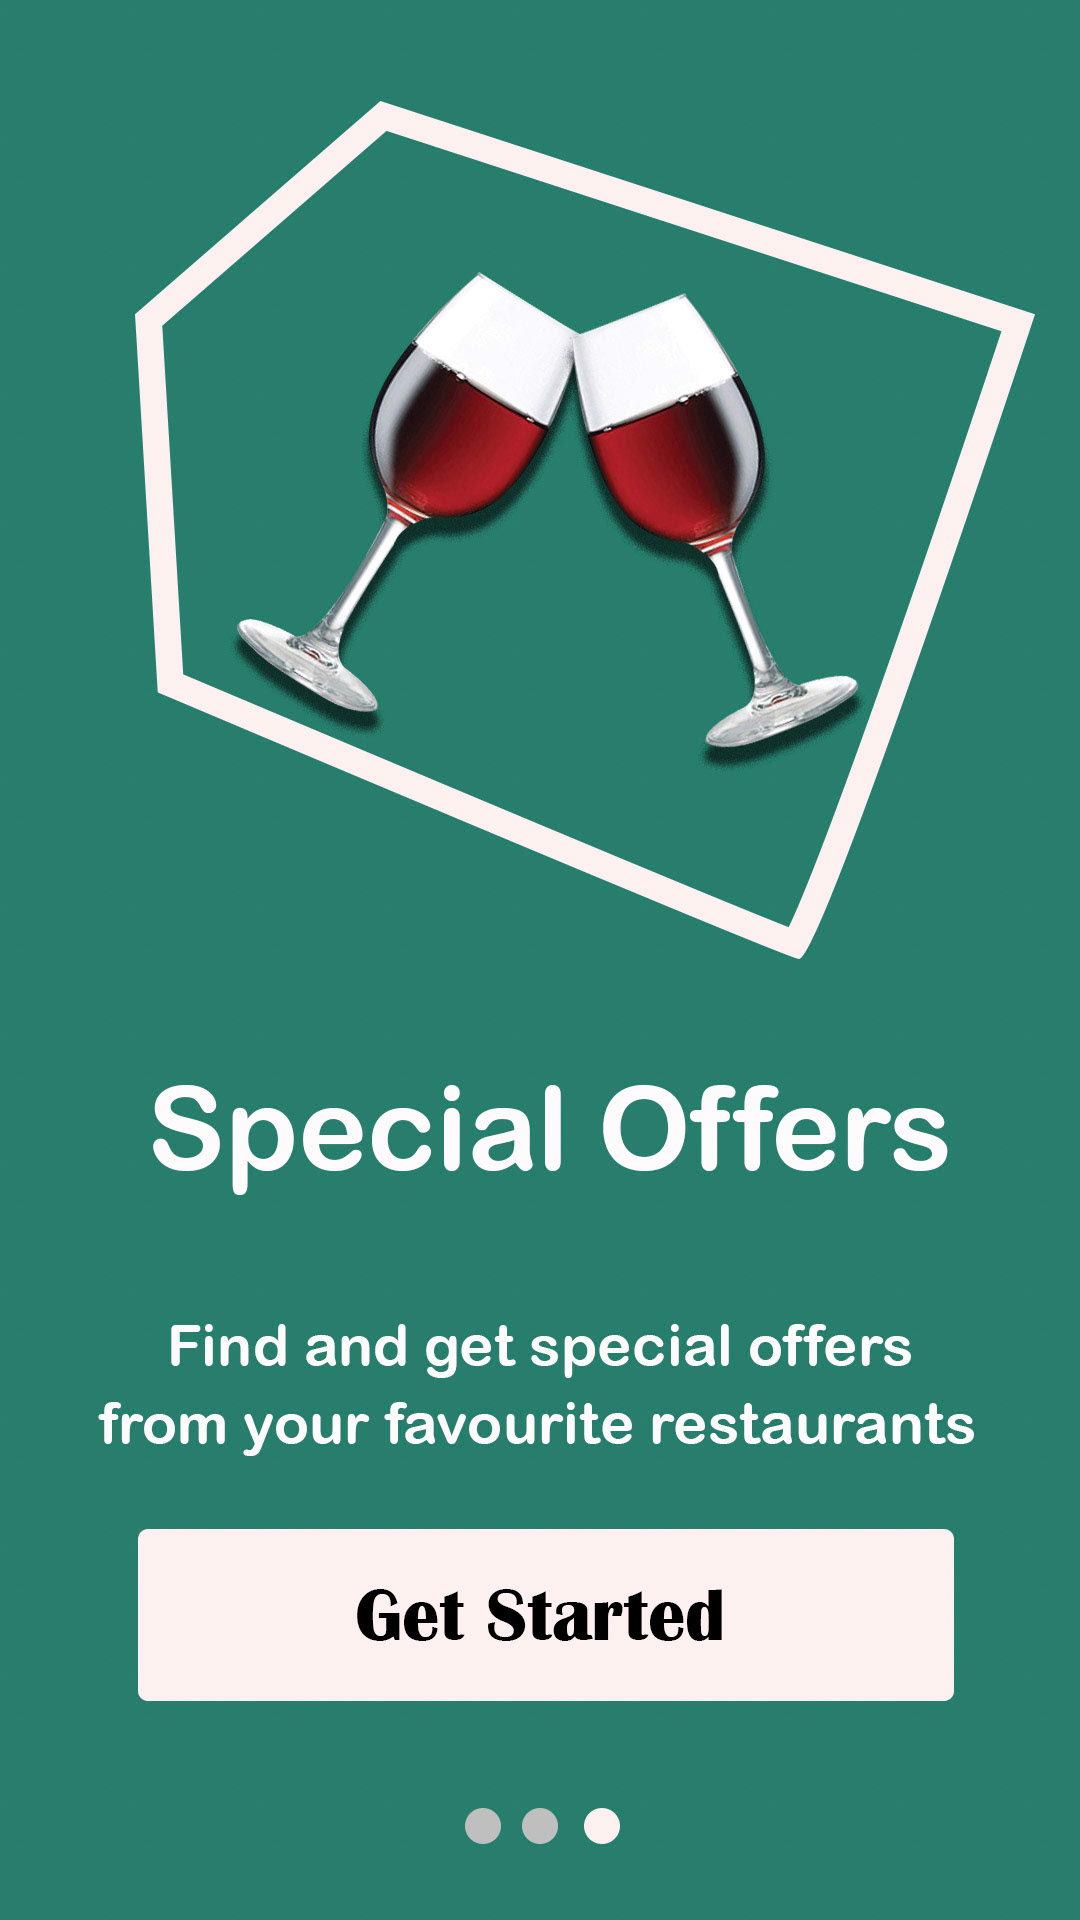 Special Offers
Find and get special offers
from your favourite restaurants
Get Started